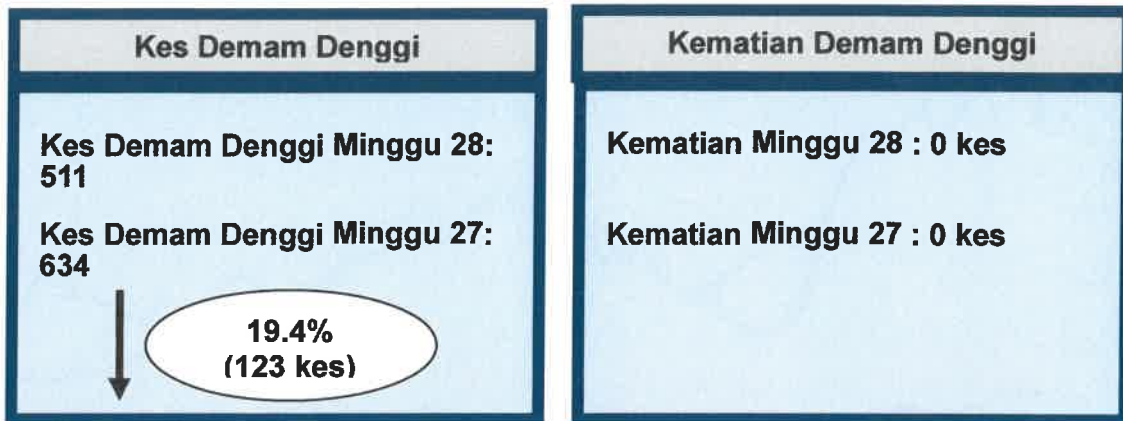 Kes Demam Denggi
Kes Demam Denggi Minggu 28:
511
Kes Demam Denggi Minggu 27:
634
19.4%
(123 kes)
Kematian Demam Denggi
Kematian Minggu 28 : 0 kes
Kematian Minggu 27 : 0 kes